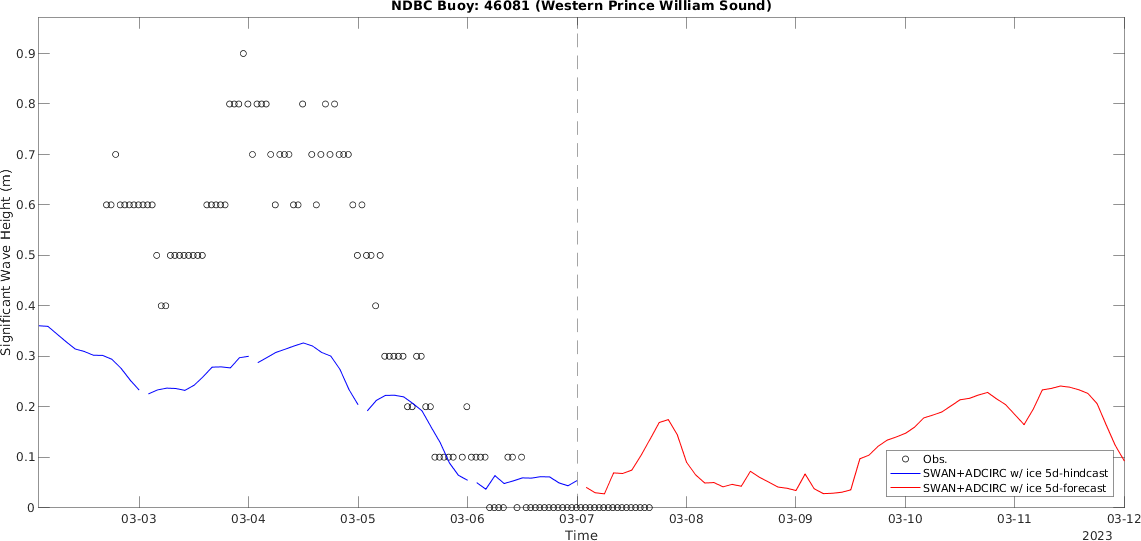 NDBC Buoy: 46081 (Western Prince William Sound)
Significant Wave Height (m)
0.9
0.8
0.7
0.6
0.5
0.4
0.3
0.2
0.1
0
Obs.
SWAN+ADCIRC w/ ice 5d-hindcast
SWAN+ADCIRC w/ ice 5d-forecast
03-03 03-04 03-05 03-06 03-07 03-08 03-09 03-10 03-11 03-12
Time
2023